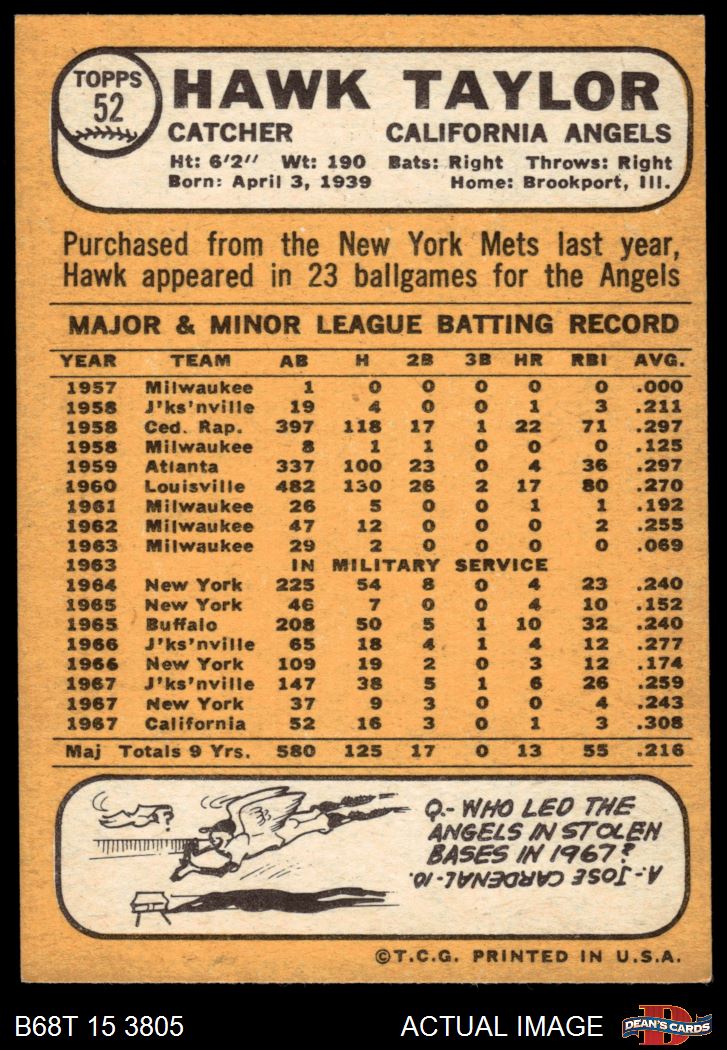 TOPPS
52
HAWK TAYLOR
CATCHER CALIFORNIA ANGELS
Ht: 6'2" Wt: 190 Bats: Right Throws: Right
Born: April 3, 1939 Home: Brookport, Ill.
Purchased from the New York Mets last year,
Hawk appeared in 23 ballgames for the Angels
MAJOR & MINOR LEAGUE BATTING RECORD
YEAR TEAM AB H 2B 3B HR RBI AVG.
1957 Milwaukee 1 0 0 0 0 0 .000
1958 J'ks'nville 19 4 0 0 1 3 .211
1958 Ced. Rap. 397 118 17 1 22 71 .297
1958 Milwaukee 8 1 1 0 0 0 .125
1959 Atlanta 337 100 23 0 4 36 .297
1960 Louisville 482 130 26 2 17 80 .270
1961 Milwaukee 26 5 0 0 1 1 .192
1962 Milwaukee 47 12 0 0 0 2 .255
1963 Milwaukee 29 2 0 0 0 0 .069
1963 IN MILITARY SERVICE
1964 New York 225 54 8 0 4 23 .240
1965 New York 46 7 0 0 4 10 .152
1965 Buffalo 208 50 5 1 10 32 .240
1966 J'ks'nville 65 18 4 1 4 12 .277
1966 New York 109 19 2 0 3 12 .174
1967 J'ks'nville 147 38 5 1 6 26 .259
1967 New York 37 9 3 0 0 4 .243
1967 California 52 16 3 0 1 3 .308
Maj Totals 9 Yrs. 580 125 17 0 13 55 .216
?
Q.- WHO LED THE
ANGELS IN STOLEN
BASES IN 1967?
A.- JOSE CARDENAL-10.
©T.C.G. PRINTED IN U.S.A.
B68T 15 3805 ACTUAL IMAGE
D
DEAN'S CARDS